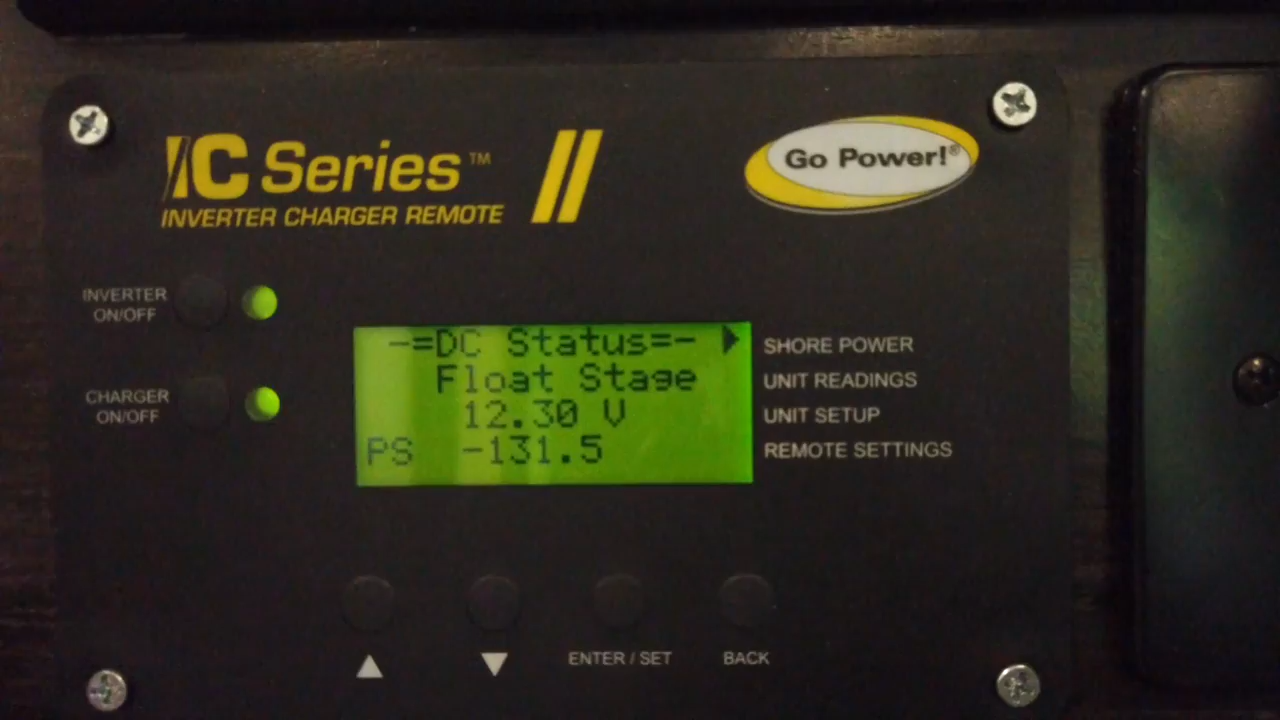 IC Series™ II
INVERTER CHARGER REMOTE
Go Power!®
INVERTER
ON/OFF
CHARGER
ON/OFF
-=DC Status=-
Float Stage
12.30 V
PS -131.5
SHORE POWER
UNIT READINGS
UNIT SETUP
REMOTE SETTINGS
▲
▼
ENTER / SET
BACK